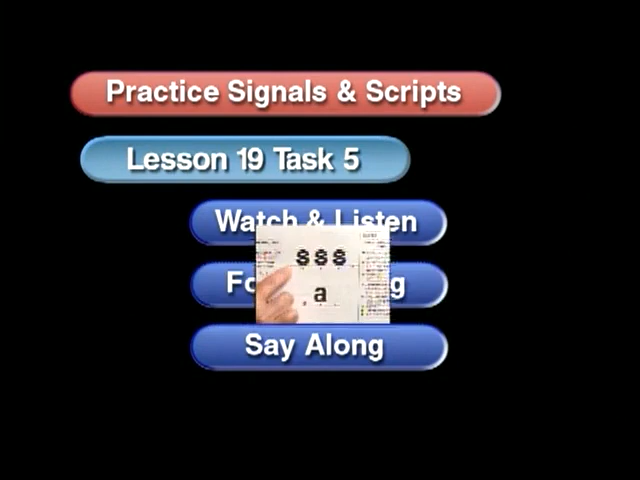 Practice Signals & Scripts
Lesson 19 Task 5
Watch & Listen
sss
a
Say Along